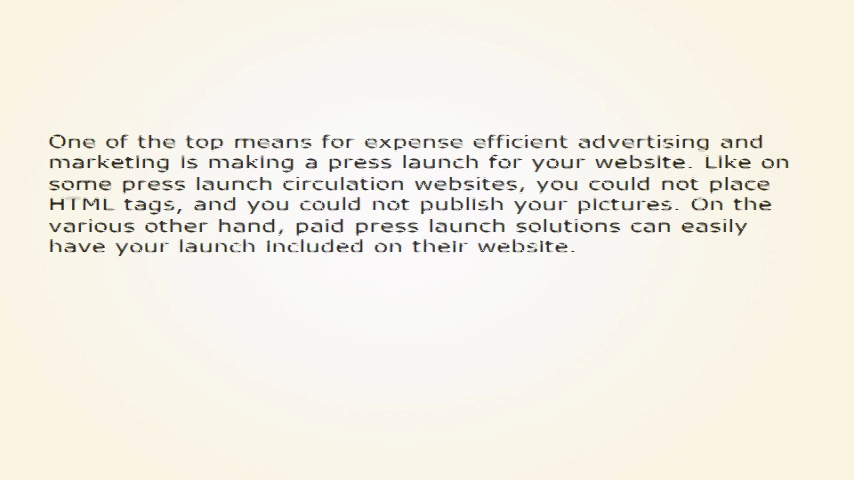 One of the top means for expense efficient advertising and
marketing is making a press launch for your website. Like on
some press launch circulation websites, you could not place
HTML tags, and you could not publish your pictures. On the
various other hand, paid press launch solutions can easily
have your launch included on their website.